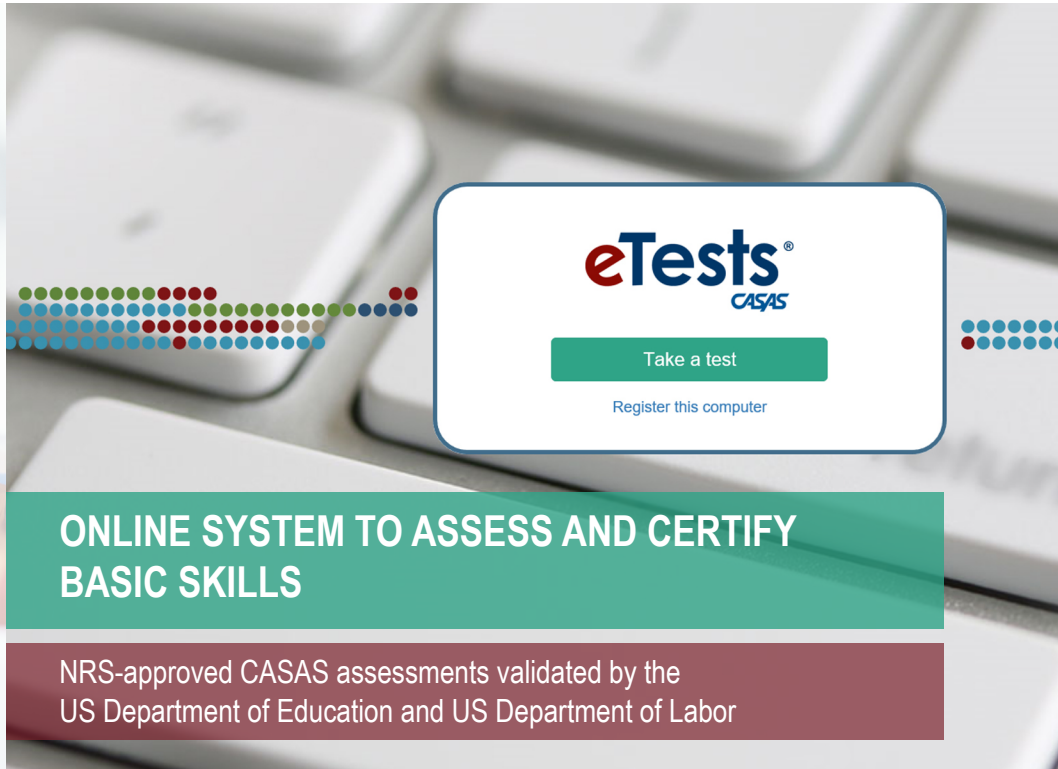 eTests®
CASAS
Take a test
Register this computer
ONLINE SYSTEM TO ASSESS AND CERTIFY
BASIC SKILLS
NRS-approved CASAS assessments validated by the
US Department of Education and US Department of Labor